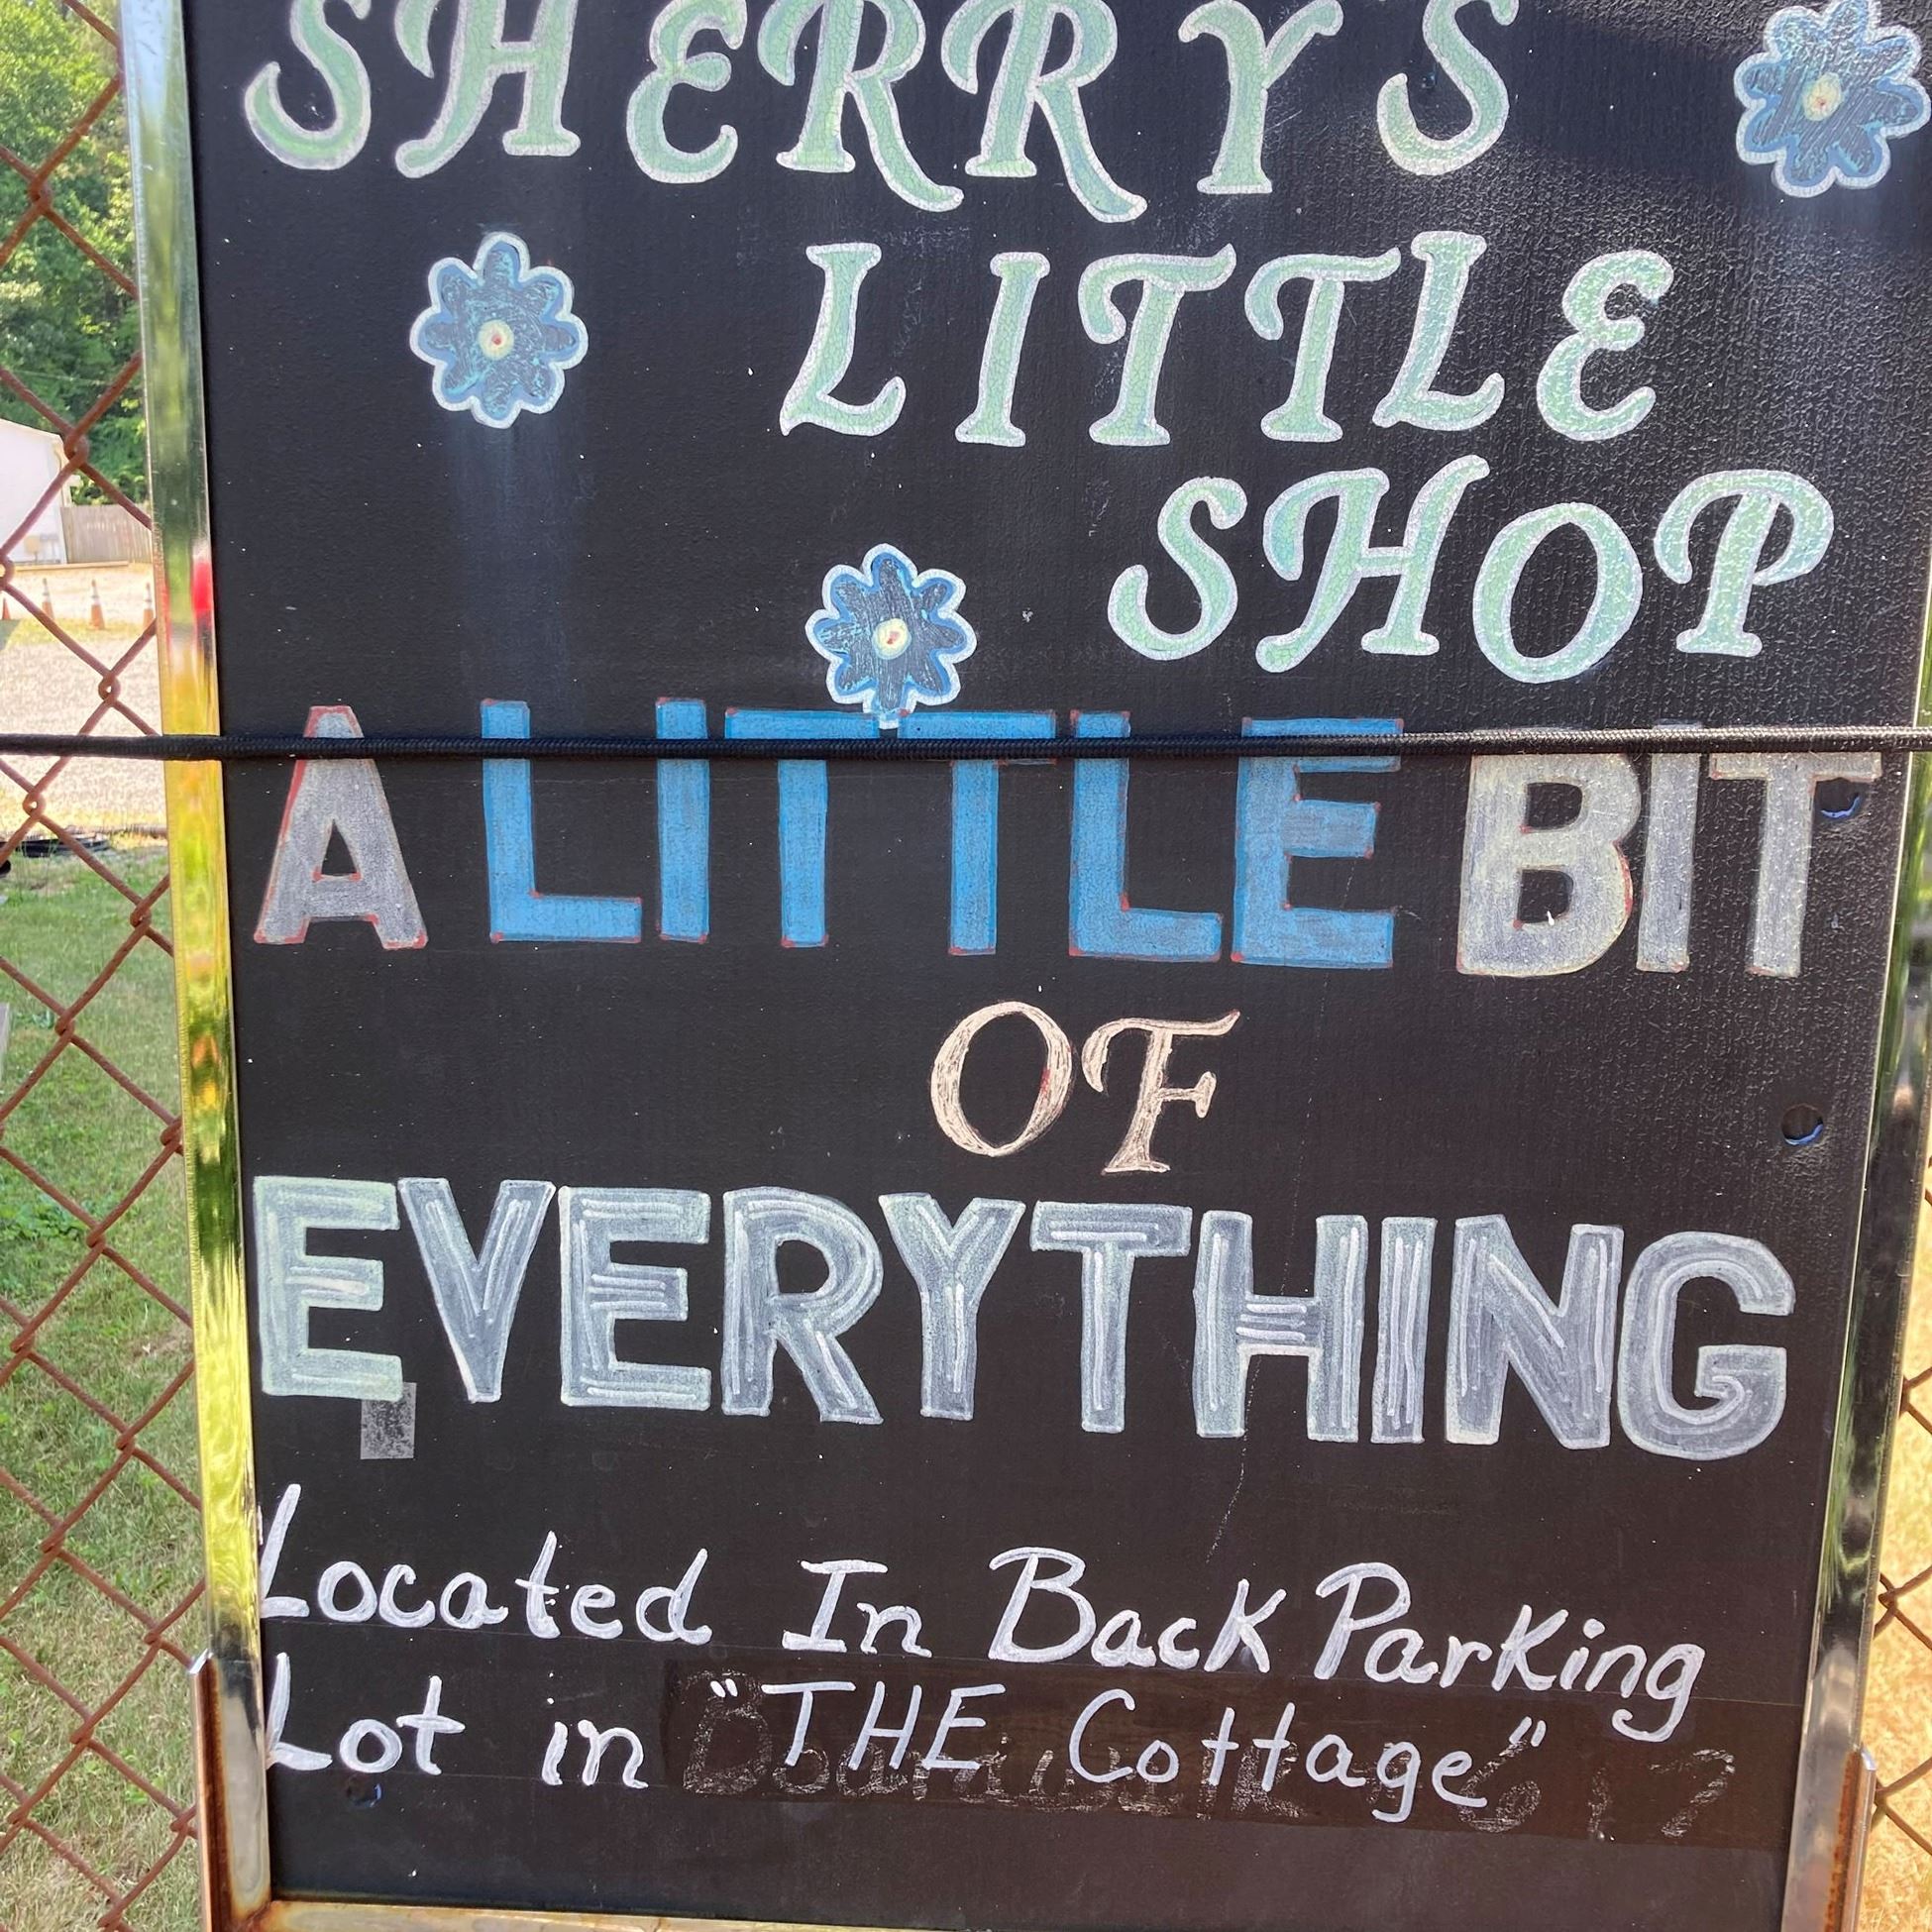 SHERRYS
LITTLE
SHOP
A LITTLE BIT
OF
EVERYTHING
Located In Back Parking
Lot in "THE Cottage"